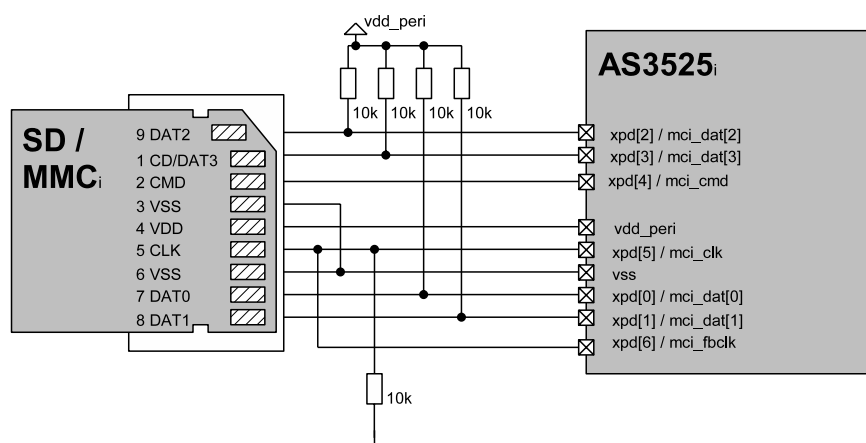 vdd_peri
10k 10k 10k 10k
SD /
MMCi
9 DAT2
1 CD/DAT3
2 CMD
3 VSS
4 VDD
5 CLK
6 VSS
7 DAT0
8 DAT1
AS3525i
xpd[2] / mci_dat[2]
xpd[3] / mci_dat[3]
xpd[4] / mci_cmd
vdd_peri
xpd[5] / mci_clk
vss
xpd[0] / mci_dat[0]
xpd[1] / mci_dat[1]
xpd[6] / mci_fbclk
10k